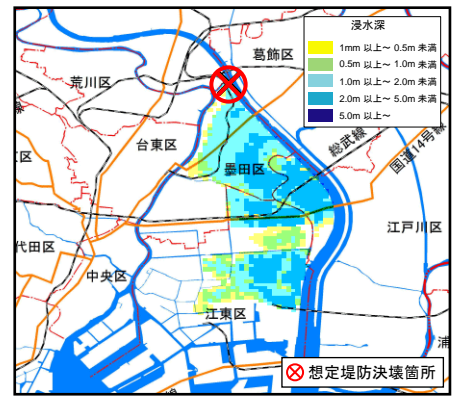 浸水深
1mm 以上~ 0.5m 未満
0.5m 以上~ 1.0m 未満
1.0m 以上~ 2.0m 未満
2.0m 以上~ 5.0m 未満
5.0m 以上~
葛飾区
荒川区
台東区
墨田区
総武線
国道14号線
江戸川区
代田区
中央区
江東区
浦
想定堤防決壊箇所